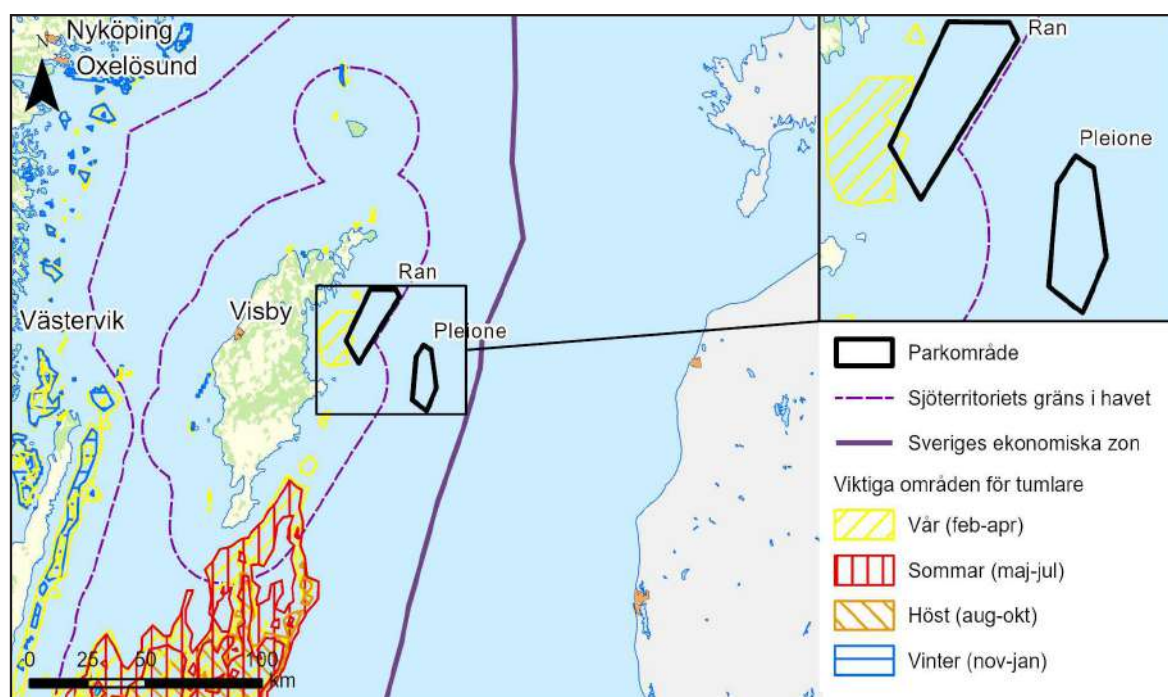 Nyköping
N
Oxelösund
Västervik
Visby
Ran
Pleione
0 25 50 100
km
Ran
Pleione
Parkområde
Sjöterritoriets gräns i havet
Sveriges ekonomiska zon
Viktiga områden för tumlare
Vår (feb-apr)
Sommar (maj-jul)
Höst (aug-okt)
Vinter (nov-jan)